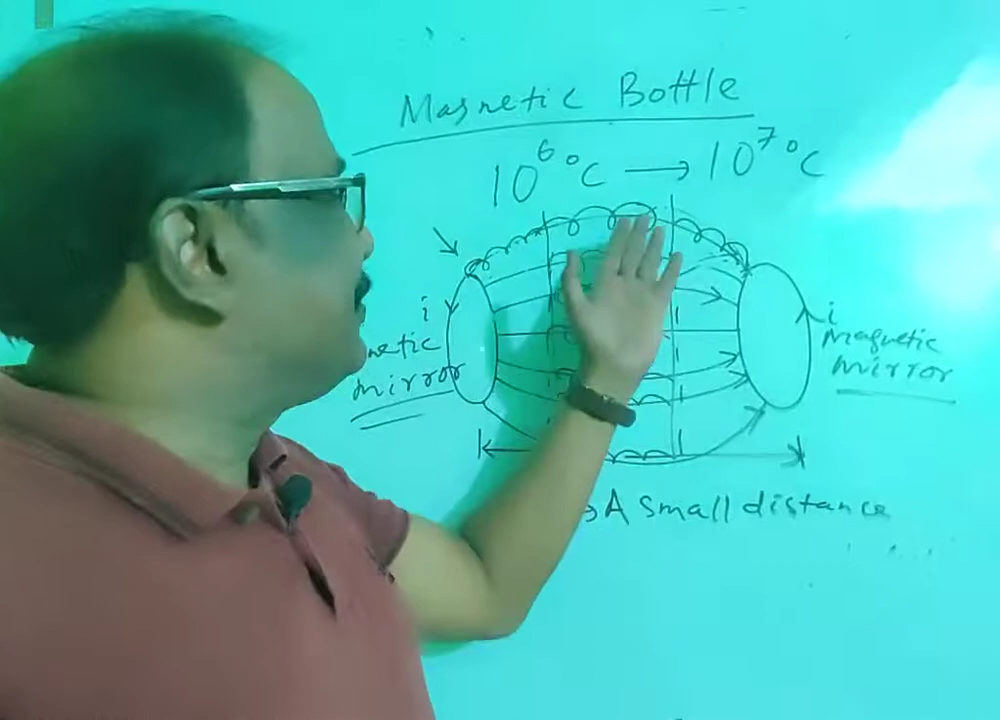 Magnetic Bottle
10⁶ °C → 10⁷ °C
i
i
netic
mirror
magnetic
mirror
→ A small distance